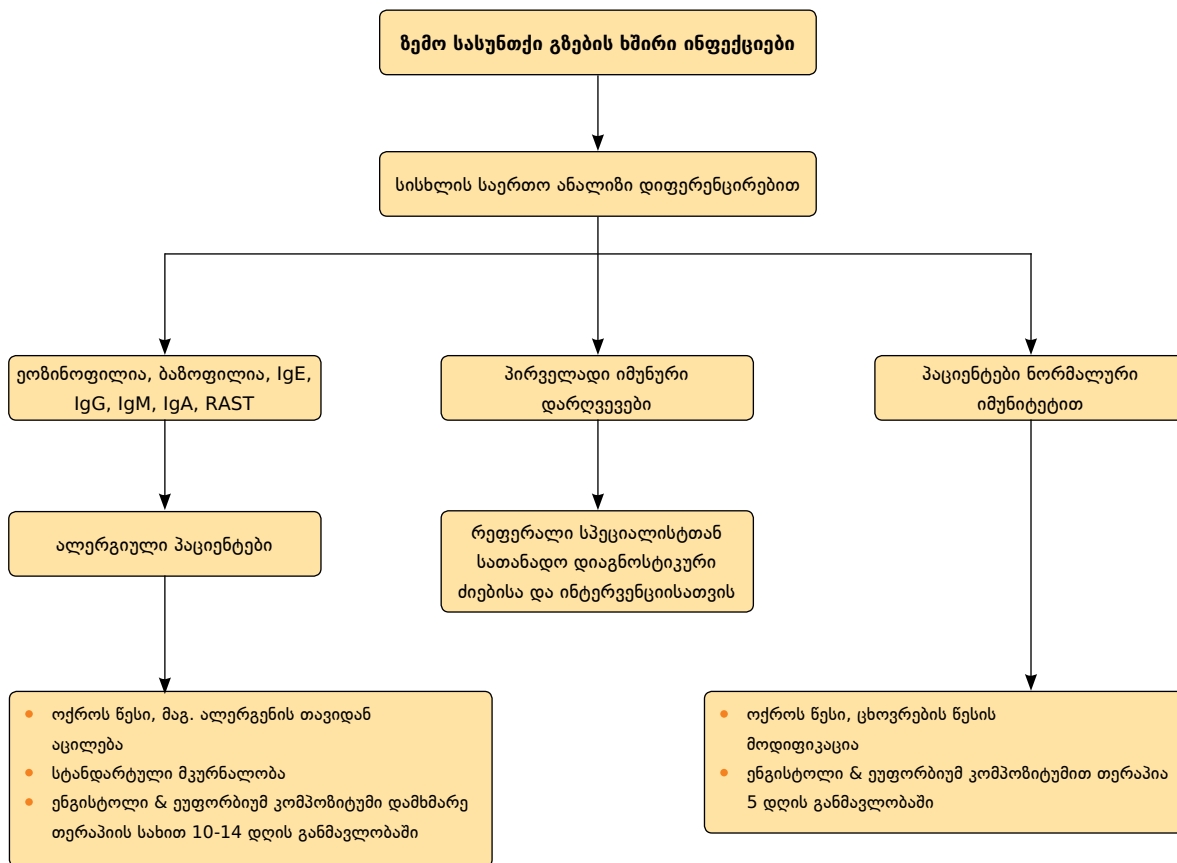 ზემო სასუნთქი გზების ხშირი ინფექციები
სისხლის საერთო ანალიზი დიფერენცირებით
ეოზინოფილია, ბაზოფილია, IgE,
IgG, IgM, IgA, RAST
პირველადი იმუნური
დარღვევები
პაციენტები ნორმალური
იმუნიტეტით
ალერგიული პაციენტები
რეფერალი სპეციალისტთან
სათანადო დიაგნოსტიკური
ძიებისა და ინტერვენციისათვის
• ოქროს წესი, მაგ. ალერგენის თავიდან
აცილება
• სტანდარტული მკურნალობა
• ენგისტოლი & ეუფორბიუმ კომპოზიტუმი დამხმარე
თერაპიის სახით 10-14 დღის განმავლობაში
• ოქროს წესი, ცხოვრების წესის
მოდიფიკაცია
• ენგისტოლი & ეუფორბიუმ კომპოზიტუმით თერაპია
5 დღის განმავლობაში